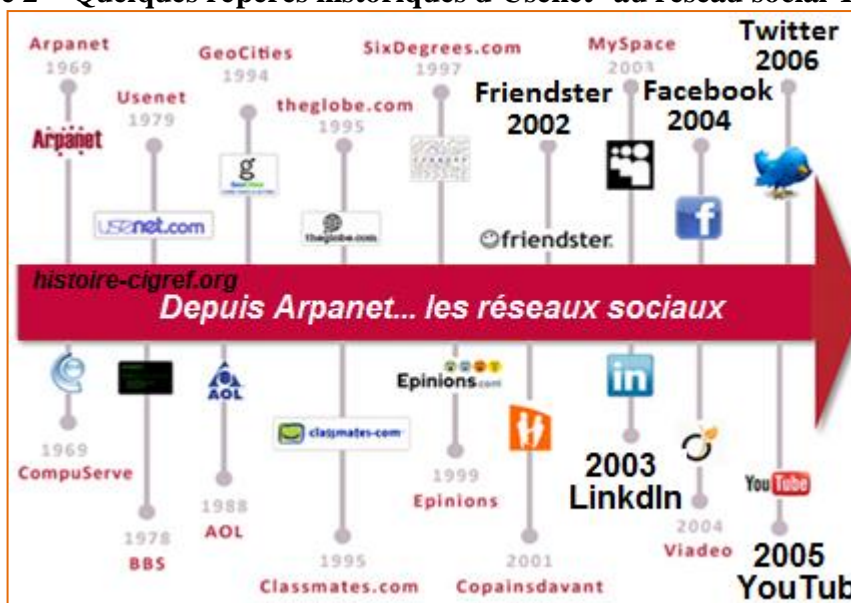 Quelques repères historiques d'Usenet au réseau social
Arpanet
1969
Arpanet
Usenet
1979
usenet.com
GeoCities
1994
GeoCities
theglobe.com
1995
theglobe.com
SixDegrees.com
1997
Friendster
2002
friendster.
MySpace
2003
Facebook
2004
f
Twitter
2006
histoire-cigref.org
Depuis Arpanet... les réseaux sociaux
1969
CompuServe
1978
BBS
AOL
1988
AOL
classmates.com
1995
Classmates.com
Epinions.com
1999
Epinions
2001
Copainsdavant
in
2003
LinkdIn
2004
Viadeo
YouTube
2005
YouTub